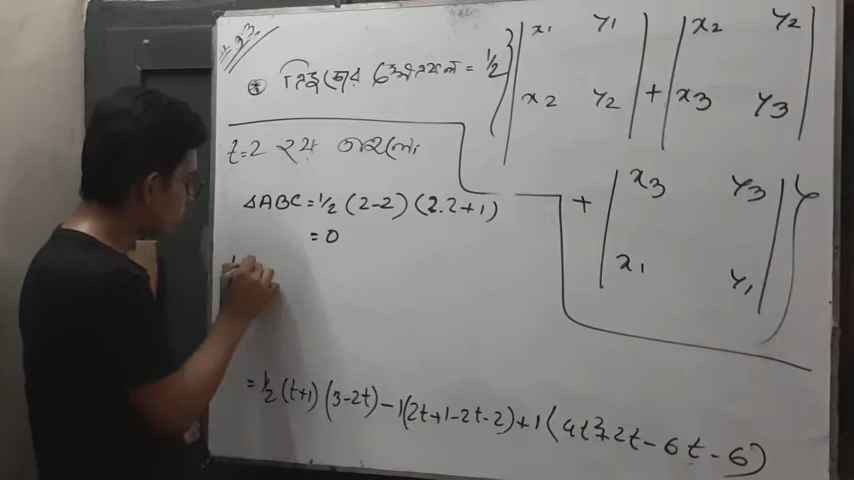 ত্রিভুজের ক্ষেত্রফল = 1/2 { | x1 y1 | + | x2 y2 |
x2 y2 x3 y3
+ | x3 y3 | }
x1 y1
t=2 হয় তাহলে,
ΔABC = 1/2 (2-2) (2.2+1)
= 0
= 1/2 (t+1) (3-2t) - 1(2t+1-2t-2) + 1 (4t²+2t-6t-6)